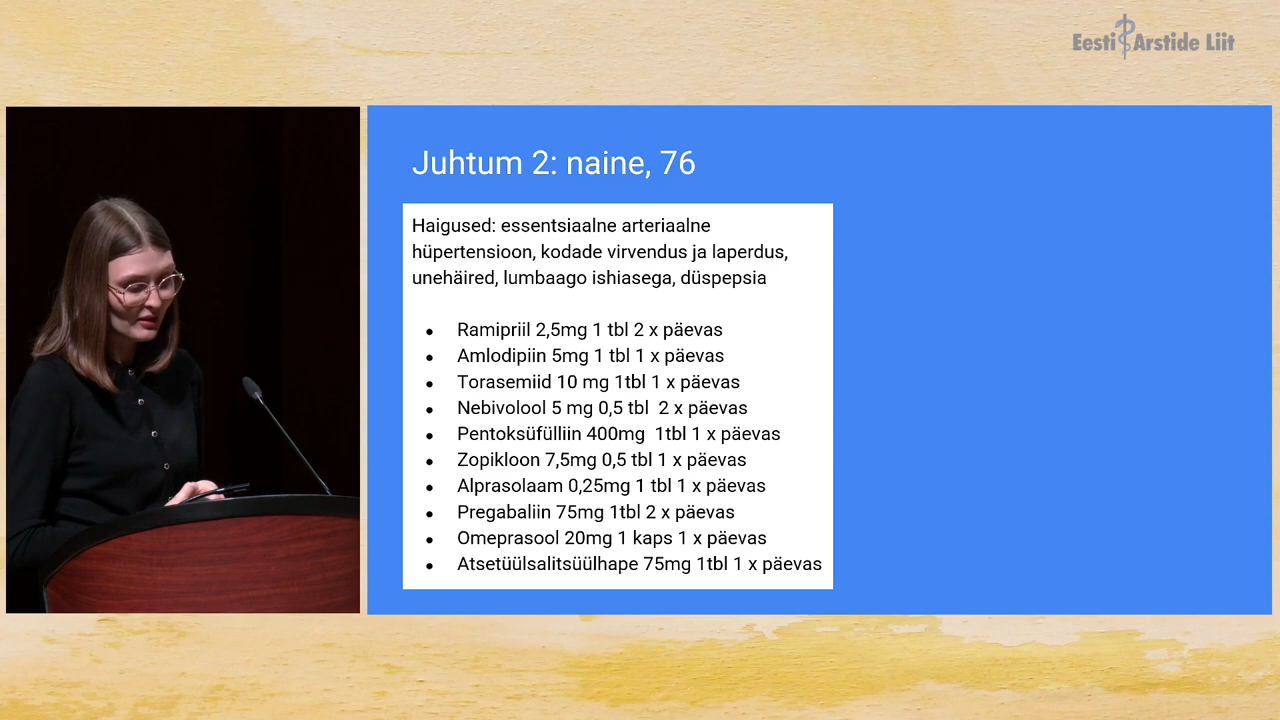 Eesti Arstide Liit
Juhtum 2: naine, 76
Haigused: essentsiaalne arteriaalne
hüpertensioon, kodade virvendus ja laperdus,
unehäired, lumbaago ishiasega, düspepsia
● Ramipriil 2,5mg 1 tbl 2 x päevas
● Amlodipiin 5mg 1 tbl 1 x päevas
● Torasemiid 10 mg 1tbl 1 x päevas
● Nebivolool 5 mg 0,5 tbl  2 x päevas
● Pentoksüfülliin 400mg  1tbl 1 x päevas
● Zopikloon 7,5mg 0,5 tbl 1 x päevas
● Alprasolaam 0,25mg 1 tbl 1 x päevas
● Pregabaliin 75mg 1tbl 2 x päevas
● Omeprasool 20mg 1 kaps 1 x päevas
● Atsetüülsalitsüülhape 75mg 1tbl 1 x päevas